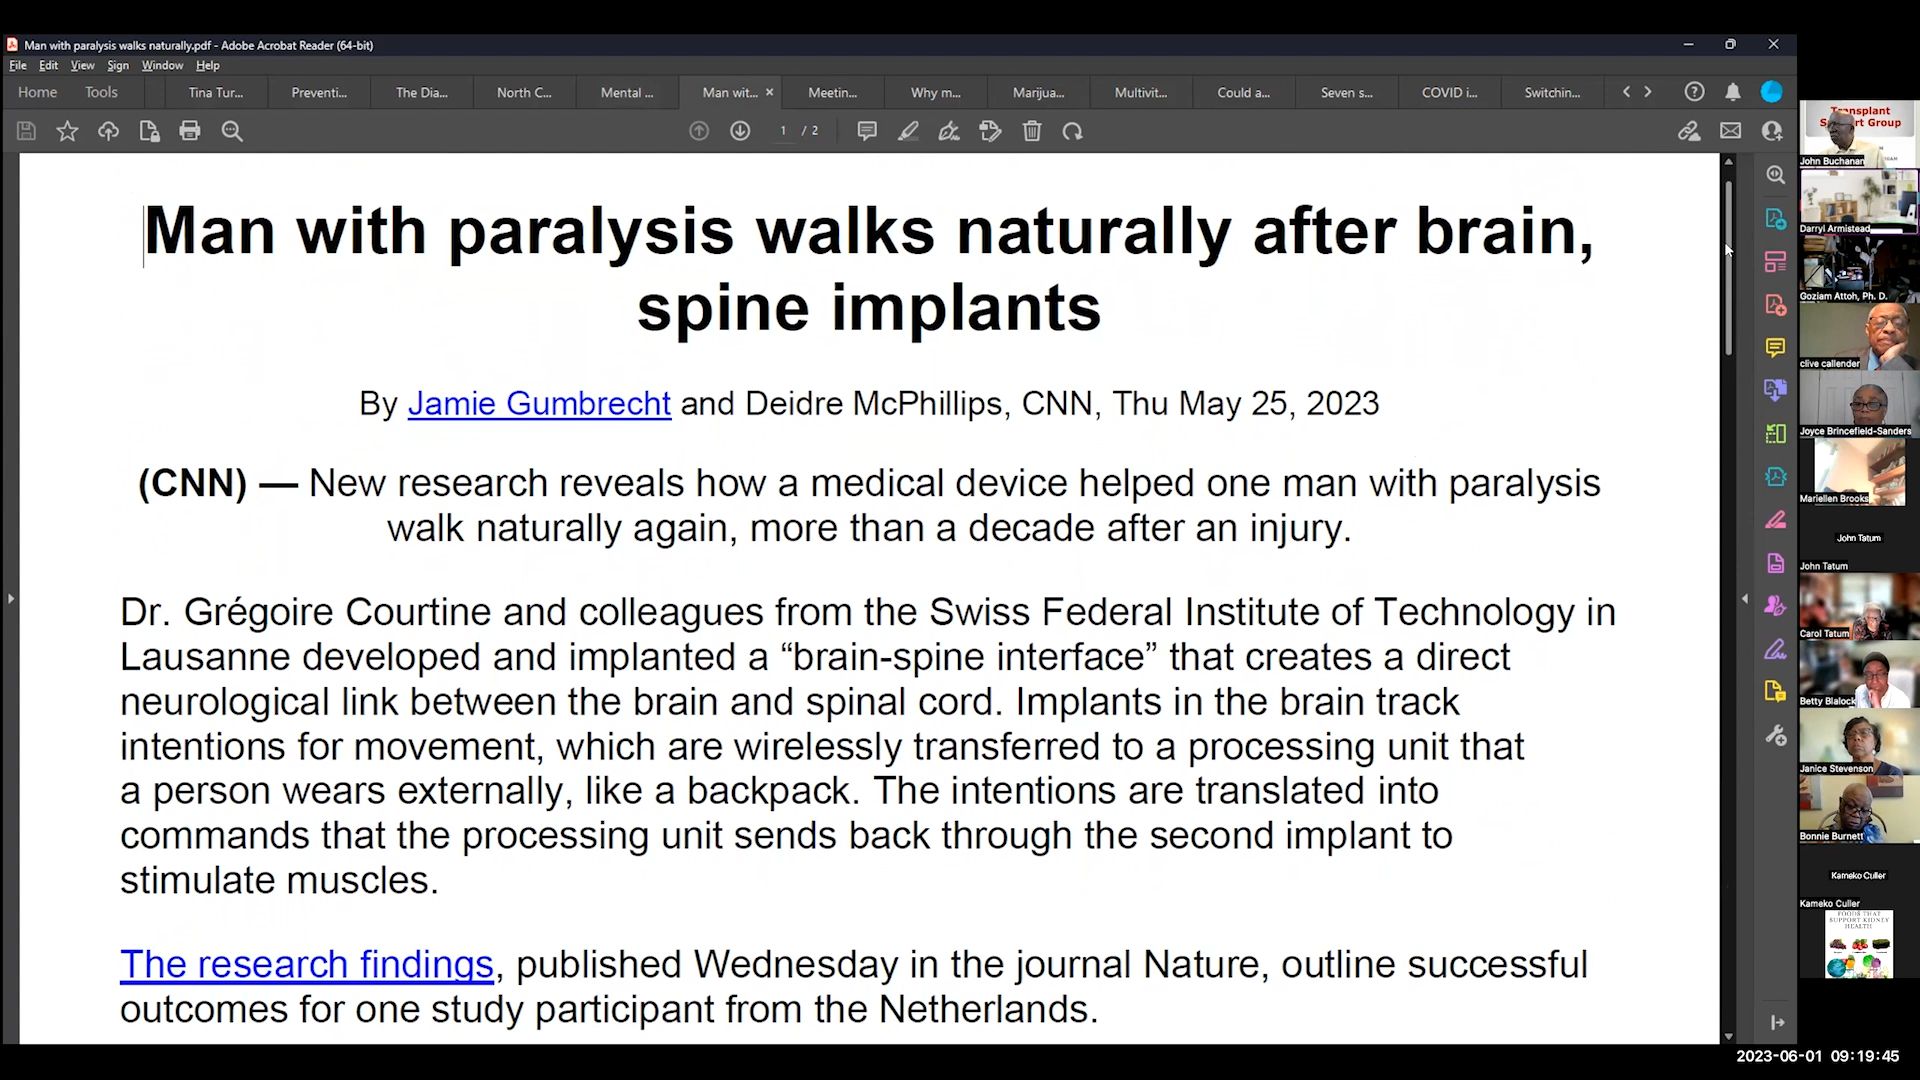 Man with paralysis walks naturally.pdf - Adobe Acrobat Reader (64-bit)
File Edit View Sign Window Help
Home Tools Tina Tur... Preventi... The Dia... North C... Mental ... Man wit... × Meetin... Why m... Marijua... Multivit... Could a... Seven s... COVID i... Switchin...
1 / 2
Man with paralysis walks naturally after brain,
spine implants
By Jamie Gumbrecht and Deidre McPhillips, CNN, Thu May 25, 2023
(CNN) — New research reveals how a medical device helped one man with paralysis
walk naturally again, more than a decade after an injury.
Dr. Grégoire Courtine and colleagues from the Swiss Federal Institute of Technology in
Lausanne developed and implanted a “brain-spine interface” that creates a direct
neurological link between the brain and spinal cord. Implants in the brain track
intentions for movement, which are wirelessly transferred to a processing unit that
a person wears externally, like a backpack. The intentions are translated into
commands that the processing unit sends back through the second implant to
stimulate muscles.
The research findings, published Wednesday in the journal Nature, outline successful
outcomes for one study participant from the Netherlands.
Transplant
Group
John Buchanan
Darryl Armistead
Goziam Attoh, Ph. D.
clive callender
Joyce Brincefield-Sanders
Mariellen Brooks
John Tatum
John Tatum
Carol Tatum
Betty Blalock
Janice Stevenson
Bonnie Burnett
Kameko Culler
Kameko Culler
FOODS THAT
SUPPORT KIDNEY
HEALTH
2023-06-01 09:19:45